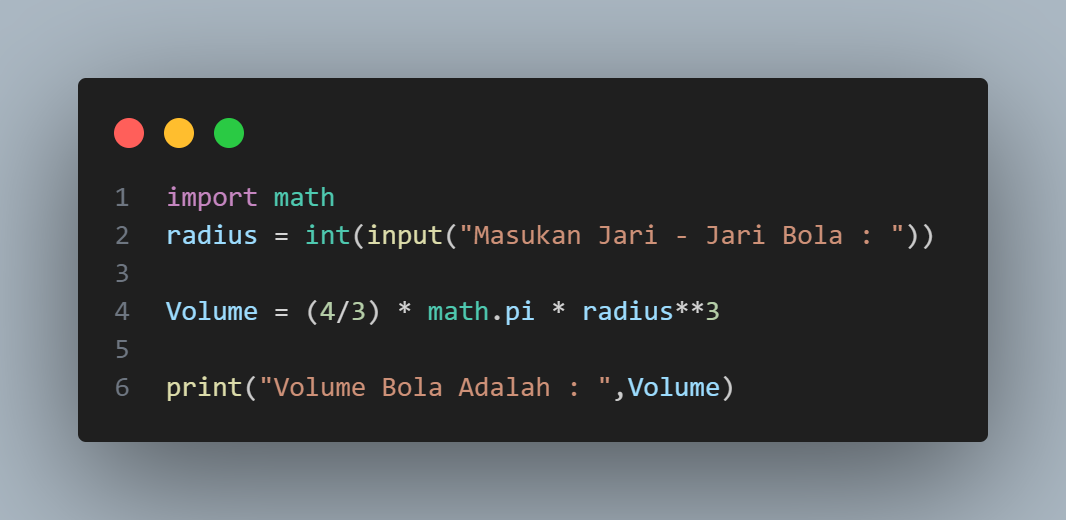 1 import math
2 radius = int(input("Masukan Jari - Jari Bola : "))
3
4 Volume = (4/3) * math.pi * radius**3
5
6 print("Volume Bola Adalah : ",Volume)